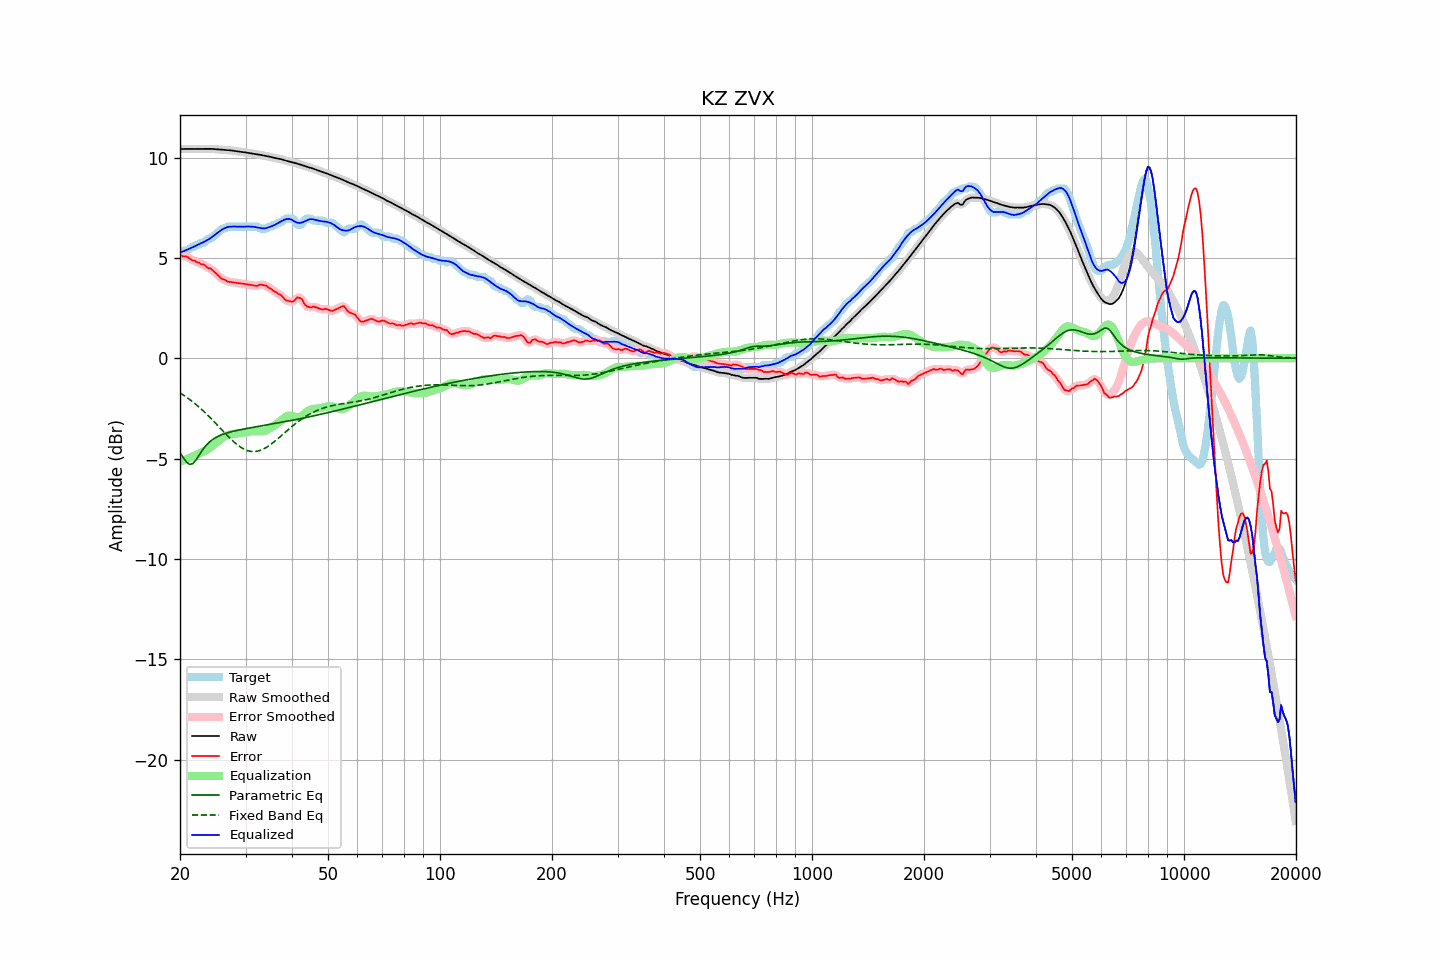 KZ ZVX
Amplitude (dBr)
10
5
0
−5
−10
−15
−20
Target
Raw Smoothed
Error Smoothed
Raw
Error
Equalization
Parametric Eq
Fixed Band Eq
Equalized
20 50 100 200 500 1000 2000 5000 10000 20000
Frequency (Hz)